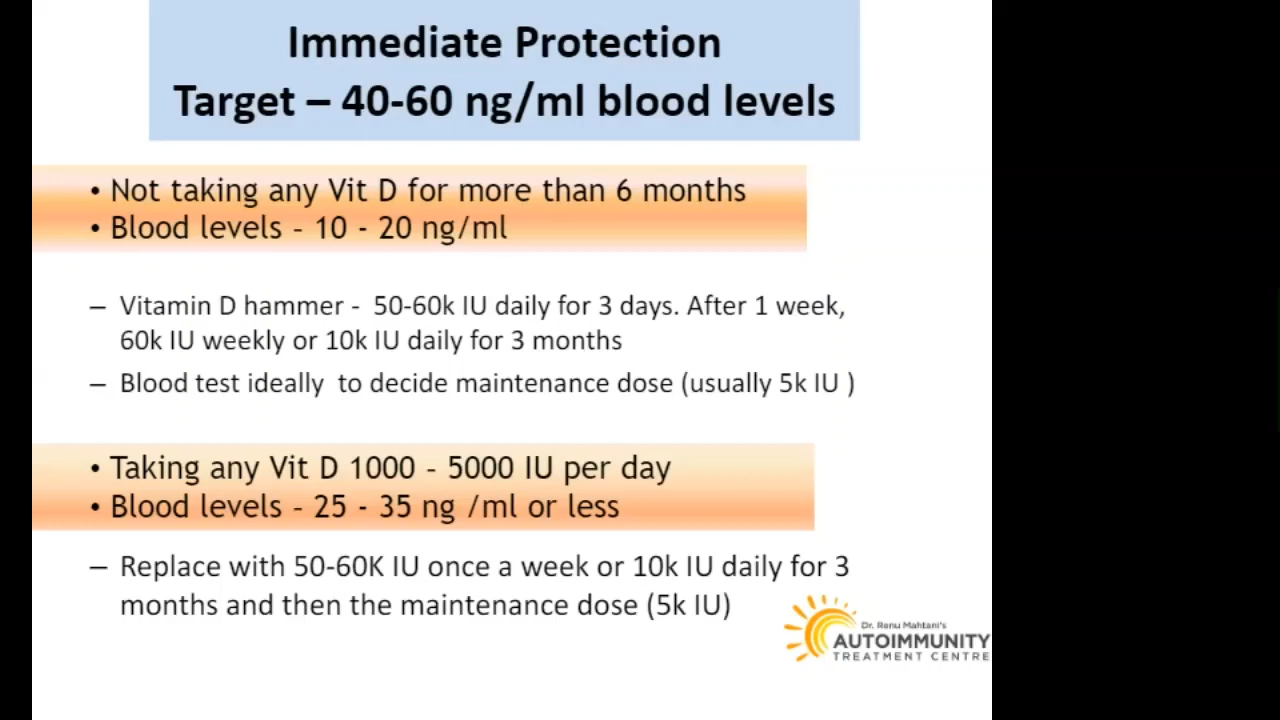 Immediate Protection
Target – 40-60 ng/ml blood levels
• Not taking any Vit D for more than 6 months
• Blood levels - 10 - 20 ng/ml
– Vitamin D hammer - 50-60k IU daily for 3 days. After 1 week,
60k IU weekly or 10k IU daily for 3 months
– Blood test ideally to decide maintenance dose (usually 5k IU )
• Taking any Vit D 1000 - 5000 IU per day
• Blood levels - 25 - 35 ng /ml or less
– Replace with 50-60K IU once a week or 10k IU daily for 3
months and then the maintenance dose (5k IU)
Dr. Renu Mahtani's
AUTOIMMUNITY
TREATMENT CENTRE